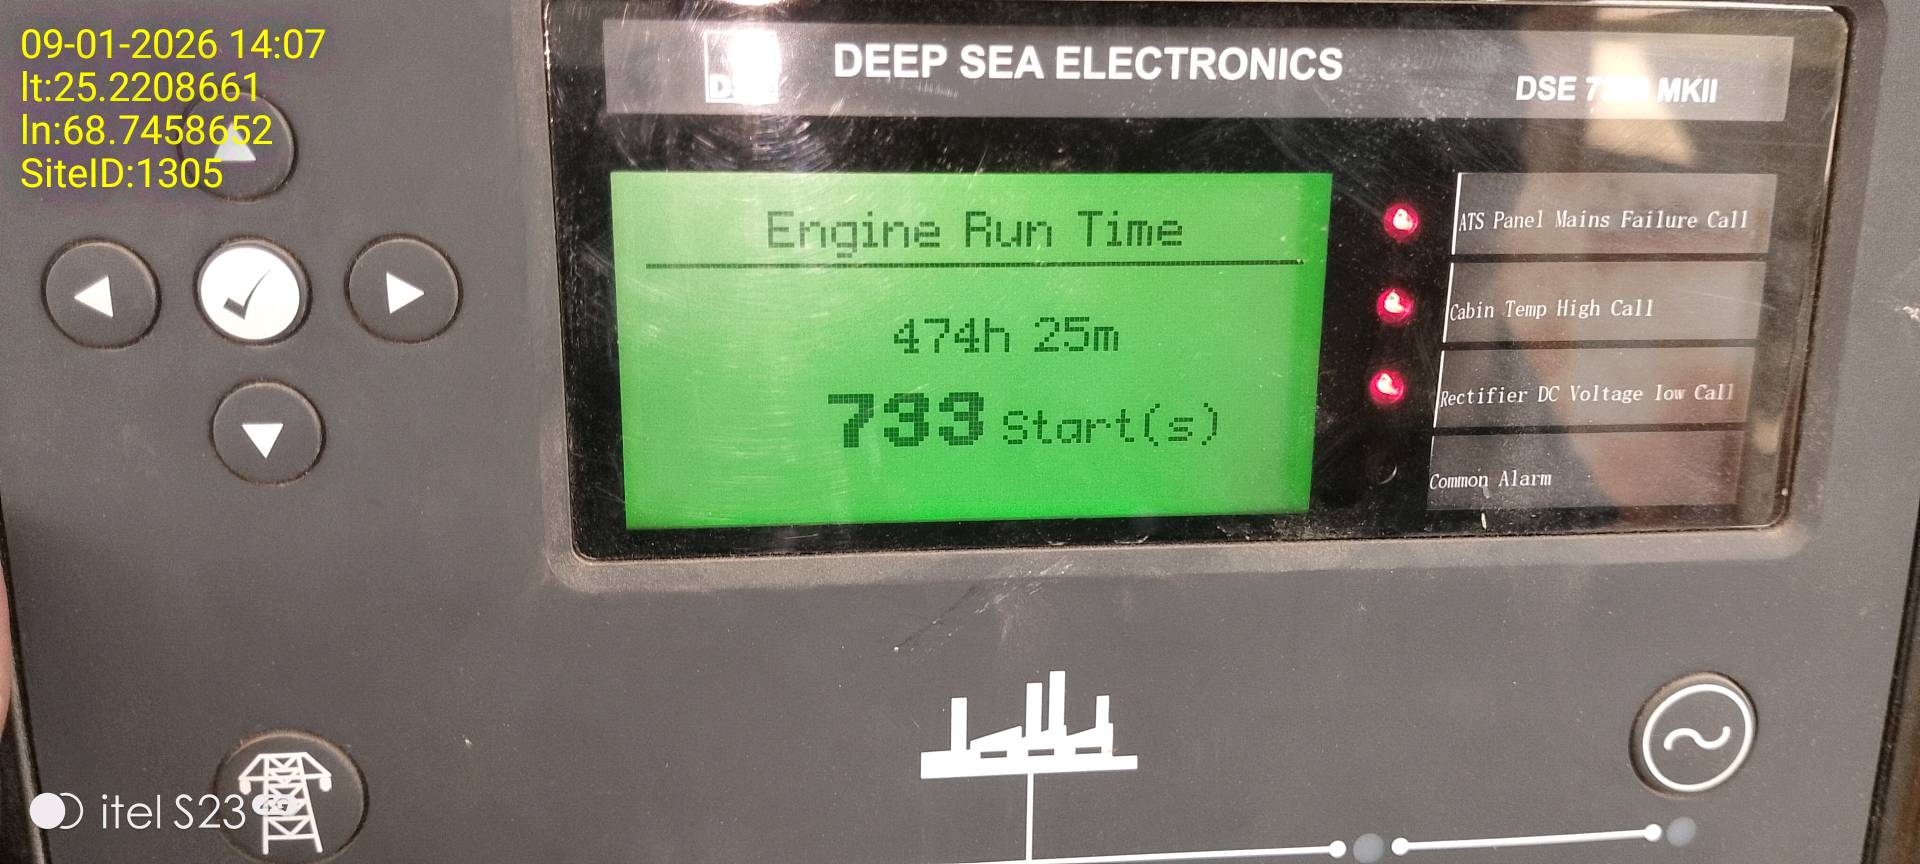 09-01-2026 14:07
lt:25.2208661
ln:68.7458652
SiteID:1305
DEEP SEA ELECTRONICS
DSE MKII
Engine Run Time
474h 25m
733 Start(s)
ATS Panel Mains Failure Call
Cabin Temp High Call
Rectifier DC Voltage low Call
Common Alarm
itel S23